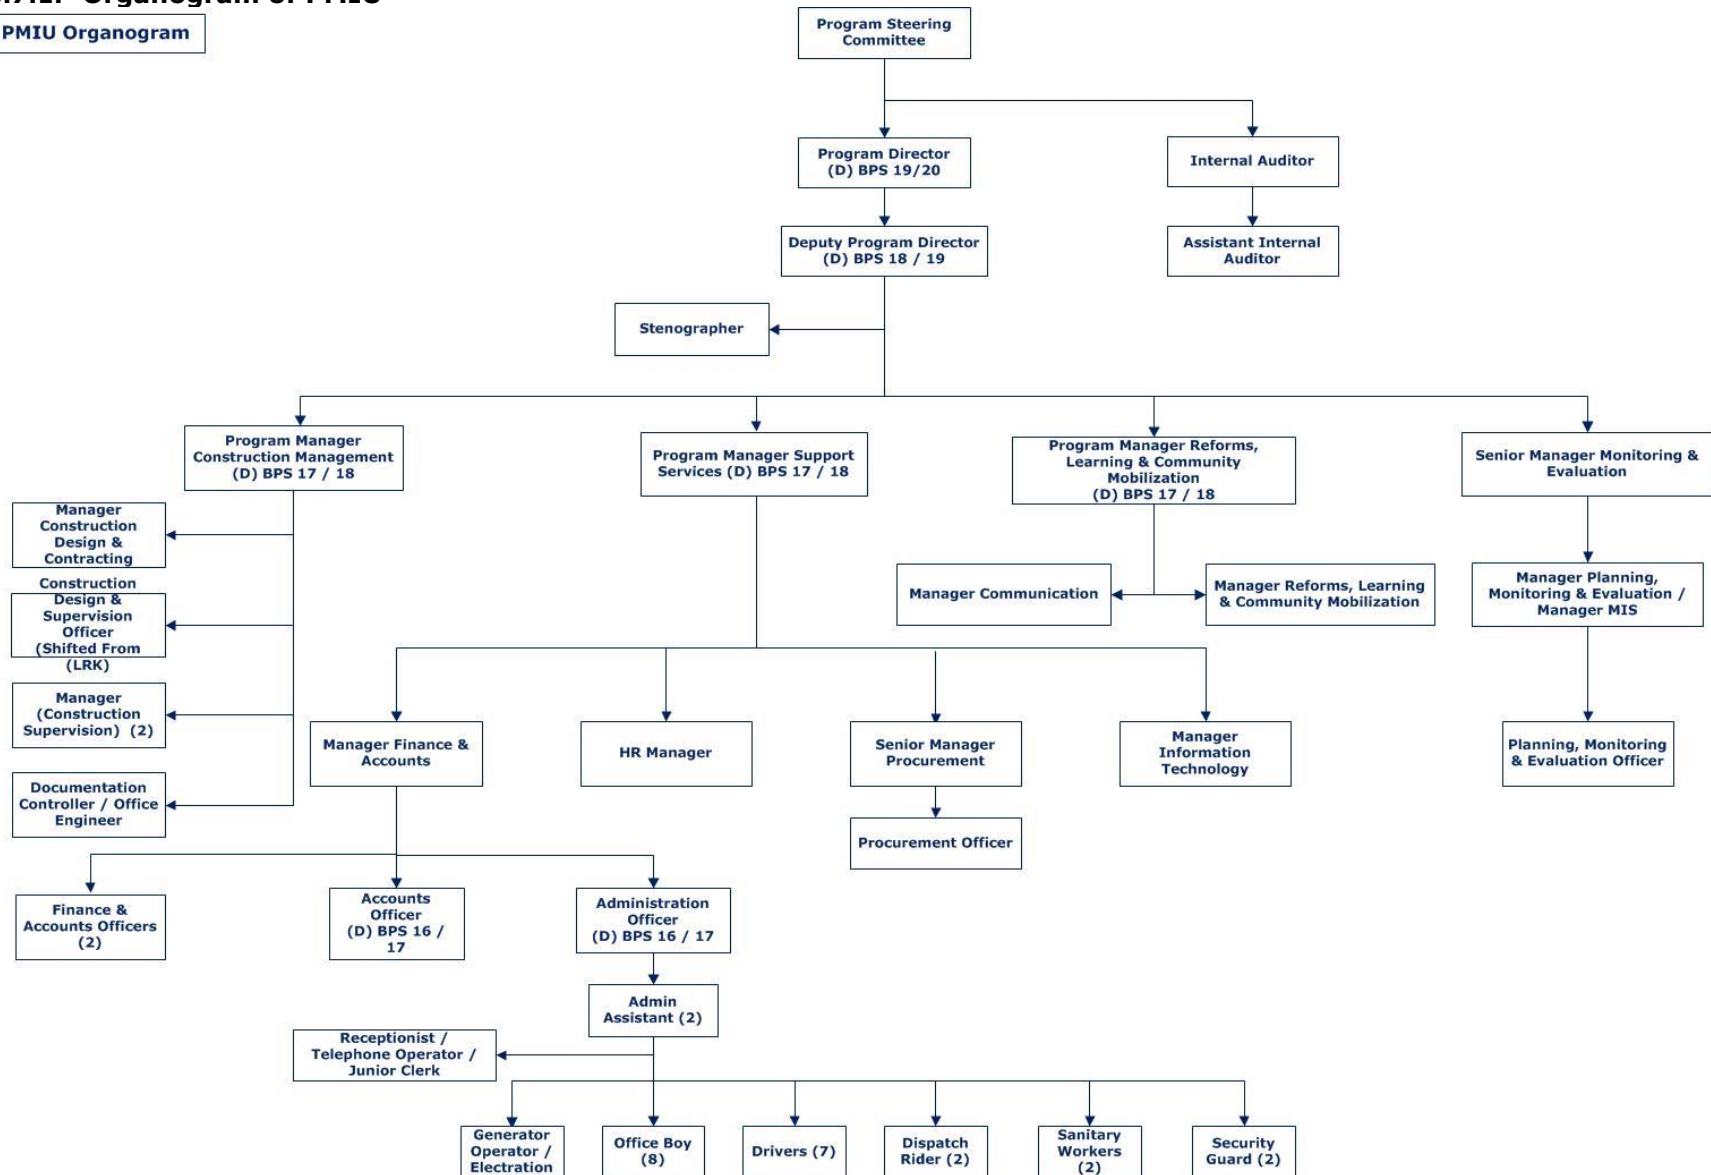 Organogram of PMIU
PMIU Organogram
Program Steering
Committee
Program Director
(D) BPS 19/20
Internal Auditor
Deputy Program Director
(D) BPS 18 / 19
Assistant Internal
Auditor
Stenographer
Program Manager
Construction Management
(D) BPS 17 / 18
Program Manager Support
Services (D) BPS 17 / 18
Program Manager Reforms,
Learning & Community
Mobilization
(D) BPS 17 / 18
Senior Manager Monitoring &
Evaluation
Manager
Construction
Design &
Contracting
Construction
Design &
Supervision
Officer
(Shifted From
(LRK)
Manager
(Construction
Supervision) (2)
Documentation
Controller / Office
Engineer
Manager Communication
Manager Reforms, Learning
& Community Mobilization
Manager Planning,
Monitoring & Evaluation /
Manager MIS
Manager Finance &
Accounts
HR Manager
Senior Manager
Procurement
Manager
Information
Technology
Planning, Monitoring
& Evaluation Officer
Procurement Officer
Finance &
Accounts Officers
(2)
Accounts
Officer
(D) BPS 16 /
17
Administration
Officer
(D) BPS 16 / 17
Admin
Assistant (2)
Receptionist /
Telephone Operator /
Junior Clerk
Generator
Operator /
Electration
Office Boy
(8)
Drivers (7)
Dispatch
Rider (2)
Sanitary
Workers
(2)
Security
Guard (2)